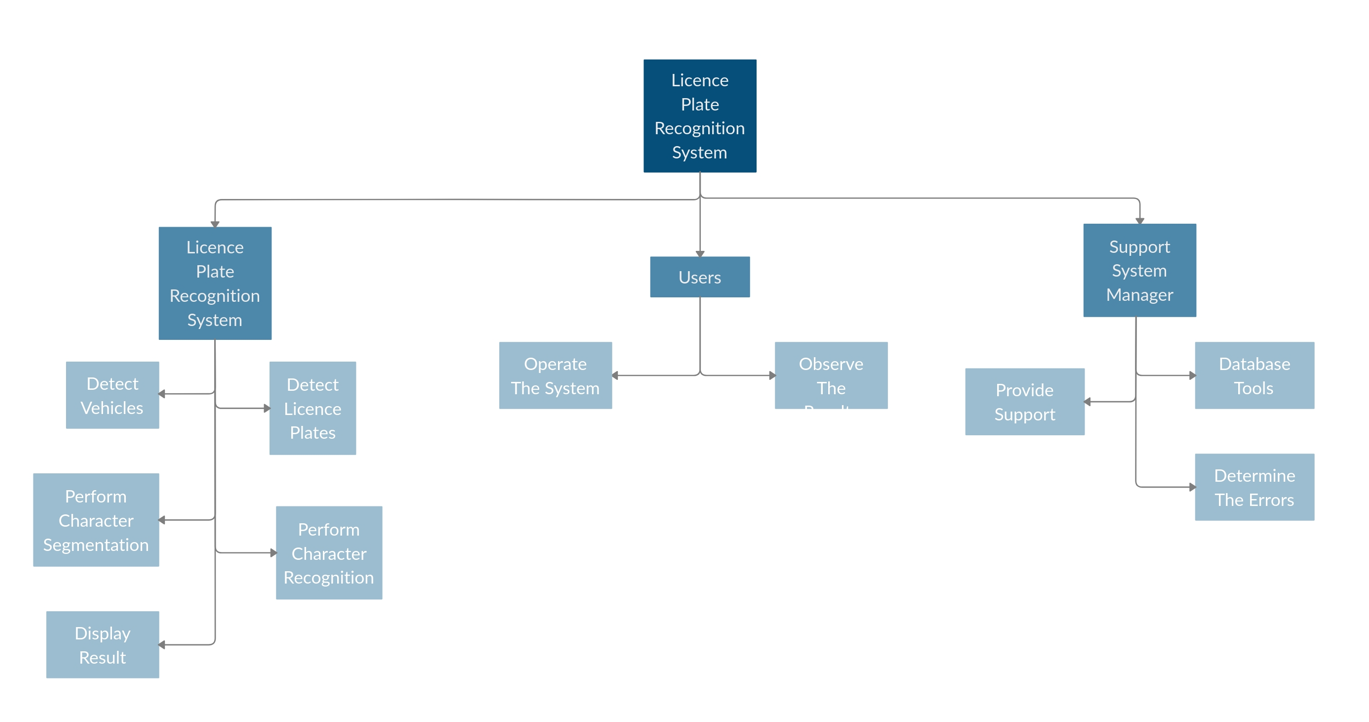 Licence
Plate
Recognition
System
Licence
Plate
Recognition
System
Users
Support
System
Manager
Detect
Vehicles
Detect
Licence
Plates
Perform
Character
Segmentation
Perform
Character
Recognition
Display
Result
Operate
The System
Observe
The
Provide
Support
Database
Tools
Determine
The Errors